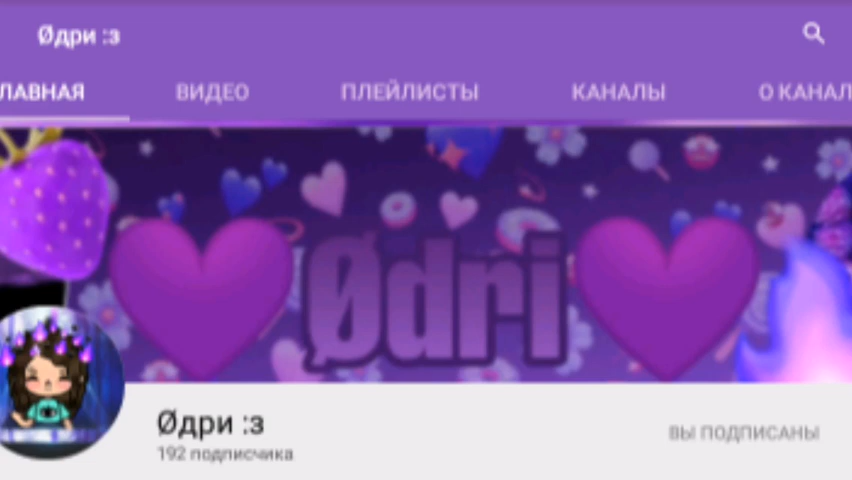 Øдри :з
ЛАВНАЯ ВИДЕО ПЛЕЙЛИСТЫ КАНАЛЫ О КАНАЛ
Ødri
Øдри :з
192 подписчика
ВЫ ПОДПИСАНЫ